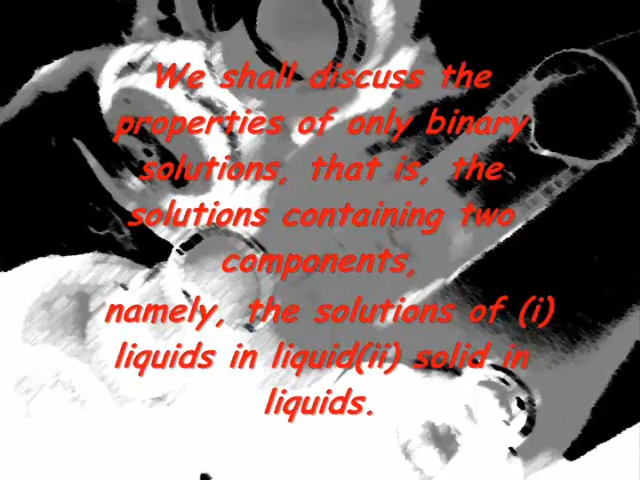 We shall discuss the
properties of only binary
solutions, that is, the
solutions containing two
components,
namely, the solutions of (i)
liquids in liquid(ii) solid in
liquids.